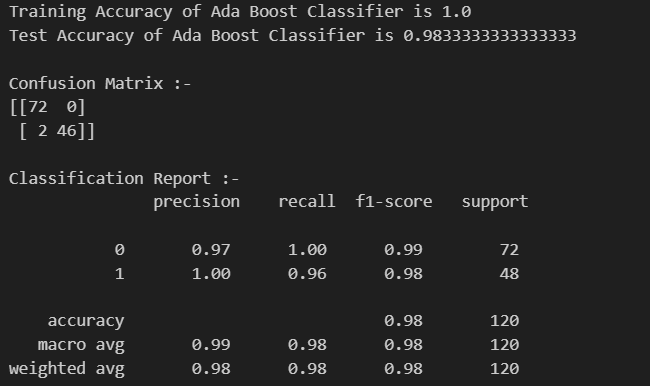 Training Accuracy of Ada Boost Classifier is 1.0
Test Accuracy of Ada Boost Classifier is 0.9833333333333333
Confusion Matrix :-
[[72  0]
 [ 2 46]]
Classification Report :-
precision    recall  f1-score   support
0       0.97      1.00      0.99        72
1       1.00      0.96      0.98        48
accuracy                           0.98       120
macro avg       0.99      0.98      0.98       120
weighted avg       0.98      0.98      0.98       120